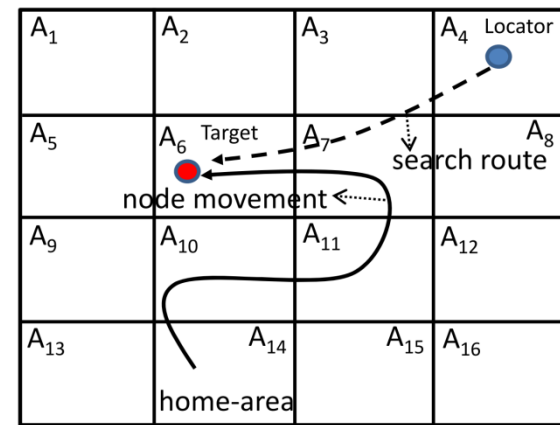 A₁ A₂ A₃ A₄ Locator
A₅ A₆ Target A₇ A₈
search route
node movement
A₉ A₁₀ A₁₁ A₁₂
A₁₃ A₁₄ A₁₅ A₁₆
home-area